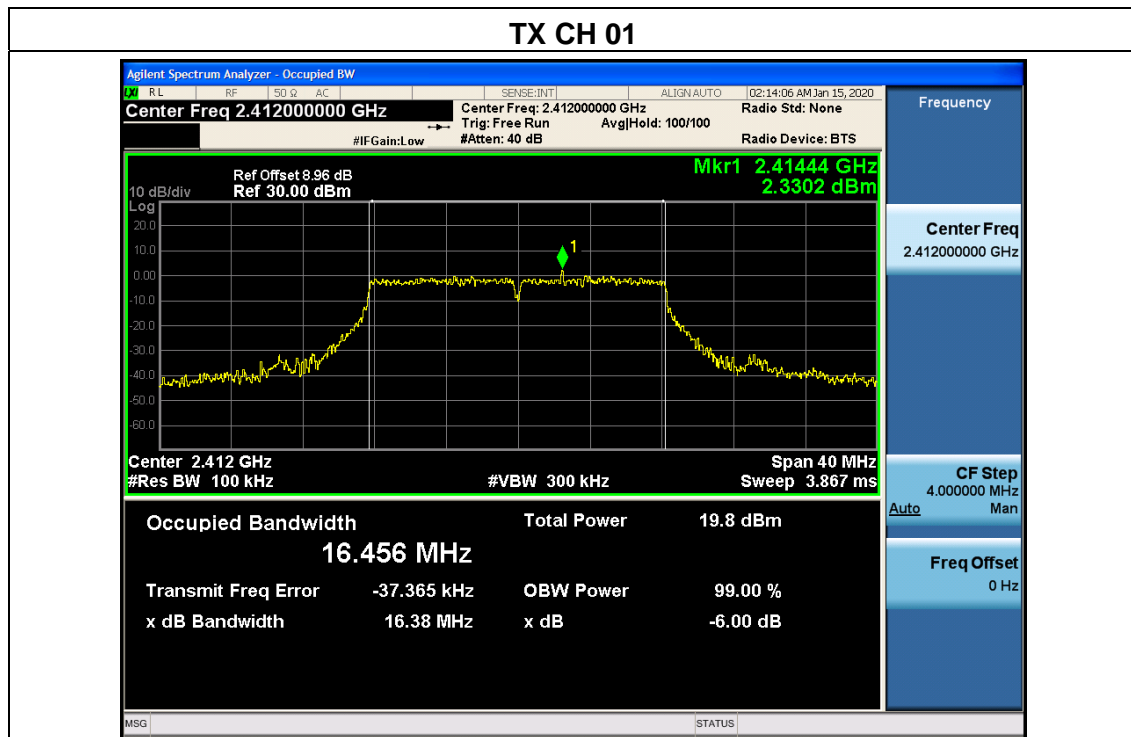 TX CH 01
Agilent Spectrum Analyzer - Occupied BW
LXI RL RF 50 Ω AC SENSE:INT ALIGN AUTO 02:14:06 AM Jan 15, 2020
Center Freq 2.412000000 GHz
Center Freq: 2.412000000 GHz
Radio Std: None
Trig: Free Run Avg|Hold: 100/100
#IFGain:Low #Atten: 40 dB Radio Device: BTS
Frequency
Mkr1 2.41444 GHz
2.3302 dBm
Ref Offset 8.96 dB
10 dB/div Ref 30.00 dBm
Log
20.0
10.0
0.00
-10.0
-20.0
-30.0
-40.0
-50.0
-60.0
1
Center 2.412 GHz Span 40 MHz
#Res BW 100 kHz #VBW 300 kHz Sweep 3.867 ms
Center Freq
2.412000000 GHz
CF Step
4.000000 MHz
Auto Man
Freq Offset
0 Hz
Occupied Bandwidth Total Power 19.8 dBm
16.456 MHz
Transmit Freq Error -37.365 kHz OBW Power 99.00 %
x dB Bandwidth 16.38 MHz x dB -6.00 dB
MSG STATUS